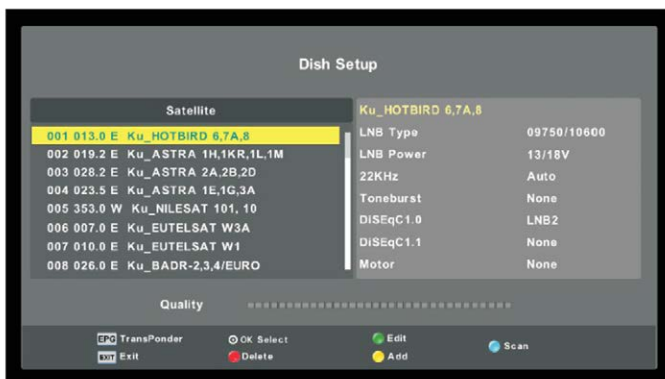 Dish Setup
Satellite
001 013.0 E Ku_HOTBIRD 6,7A,8
002 019.2 E Ku_ASTRA 1H,1KR,1L,1M
003 028.2 E Ku_ASTRA 2A,2B,2D
004 023.5 E Ku_ASTRA 1E,1G,3A
005 353.0 W Ku_NILESAT 101, 10
006 007.0 E Ku_EUTELSAT W3A
007 010.0 E Ku_EUTELSAT W1
008 026.0 E Ku_BADR-2,3,4/EURO
Ku_HOTBIRD 6,7A,8
LNB Type 09750/10600
LNB Power 13/18V
22KHz Auto
Toneburst None
DiSEqC1.0 LNB2
DiSEqC1.1 None
Motor None
Quality
EPG TransPonder OK Select Edit Scan
EXIT Exit Delete Add